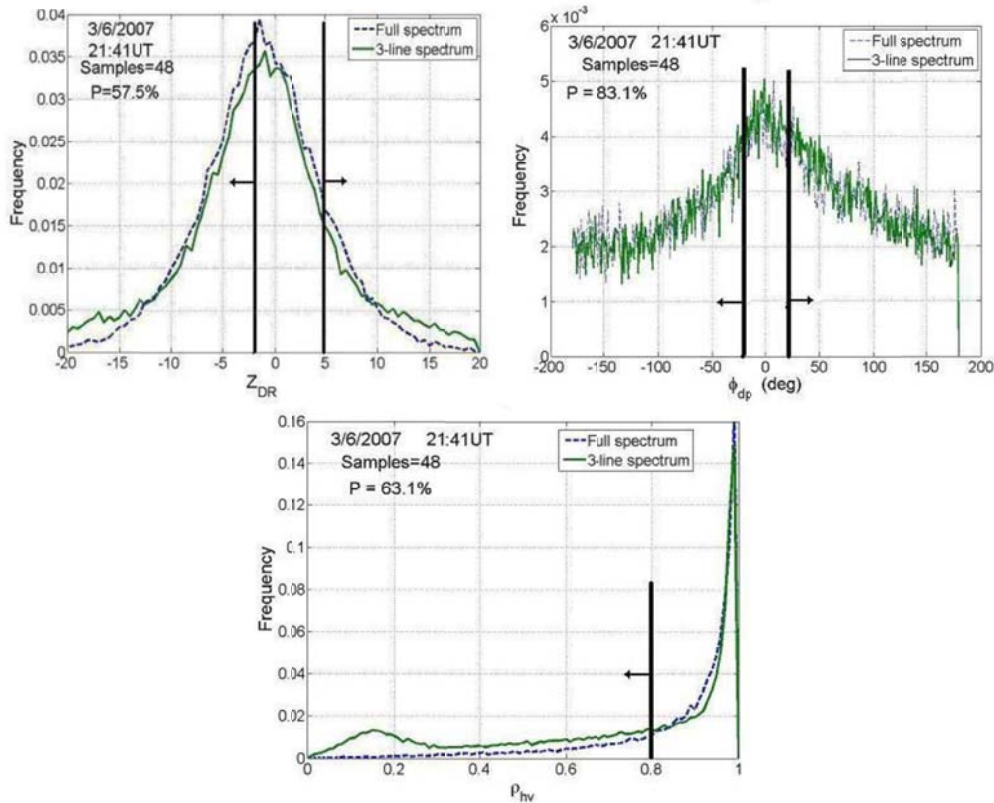 3/6/2007
21:41UT
Samples=48
P=57.5%
Full spectrum
3-line spectrum
0.04
0.035
0.03
0.025
0.02
0.015
0.01
0.005
0
Frequency
-20 -15 -10 -5 0 5 10 15 20
Z_DR
6 x 10^-3
3/6/2007 21:41UT
Samples=48
P = 83.1%
Full spectrum
3-line spectrum
5
4
3
2
1
0
Frequency
-200 -150 -100 -50 0 50 100 150 200
ϕ_dp (deg)
0.16
3/6/2007 21:41UT
Samples=48
P = 63.1%
Full spectrum
3-line spectrum
0.14
0.12
0.1
0.08
0.06
0.04
0.02
0
Frequency
0 0.2 0.4 0.6 0.8 1
ρ_hv